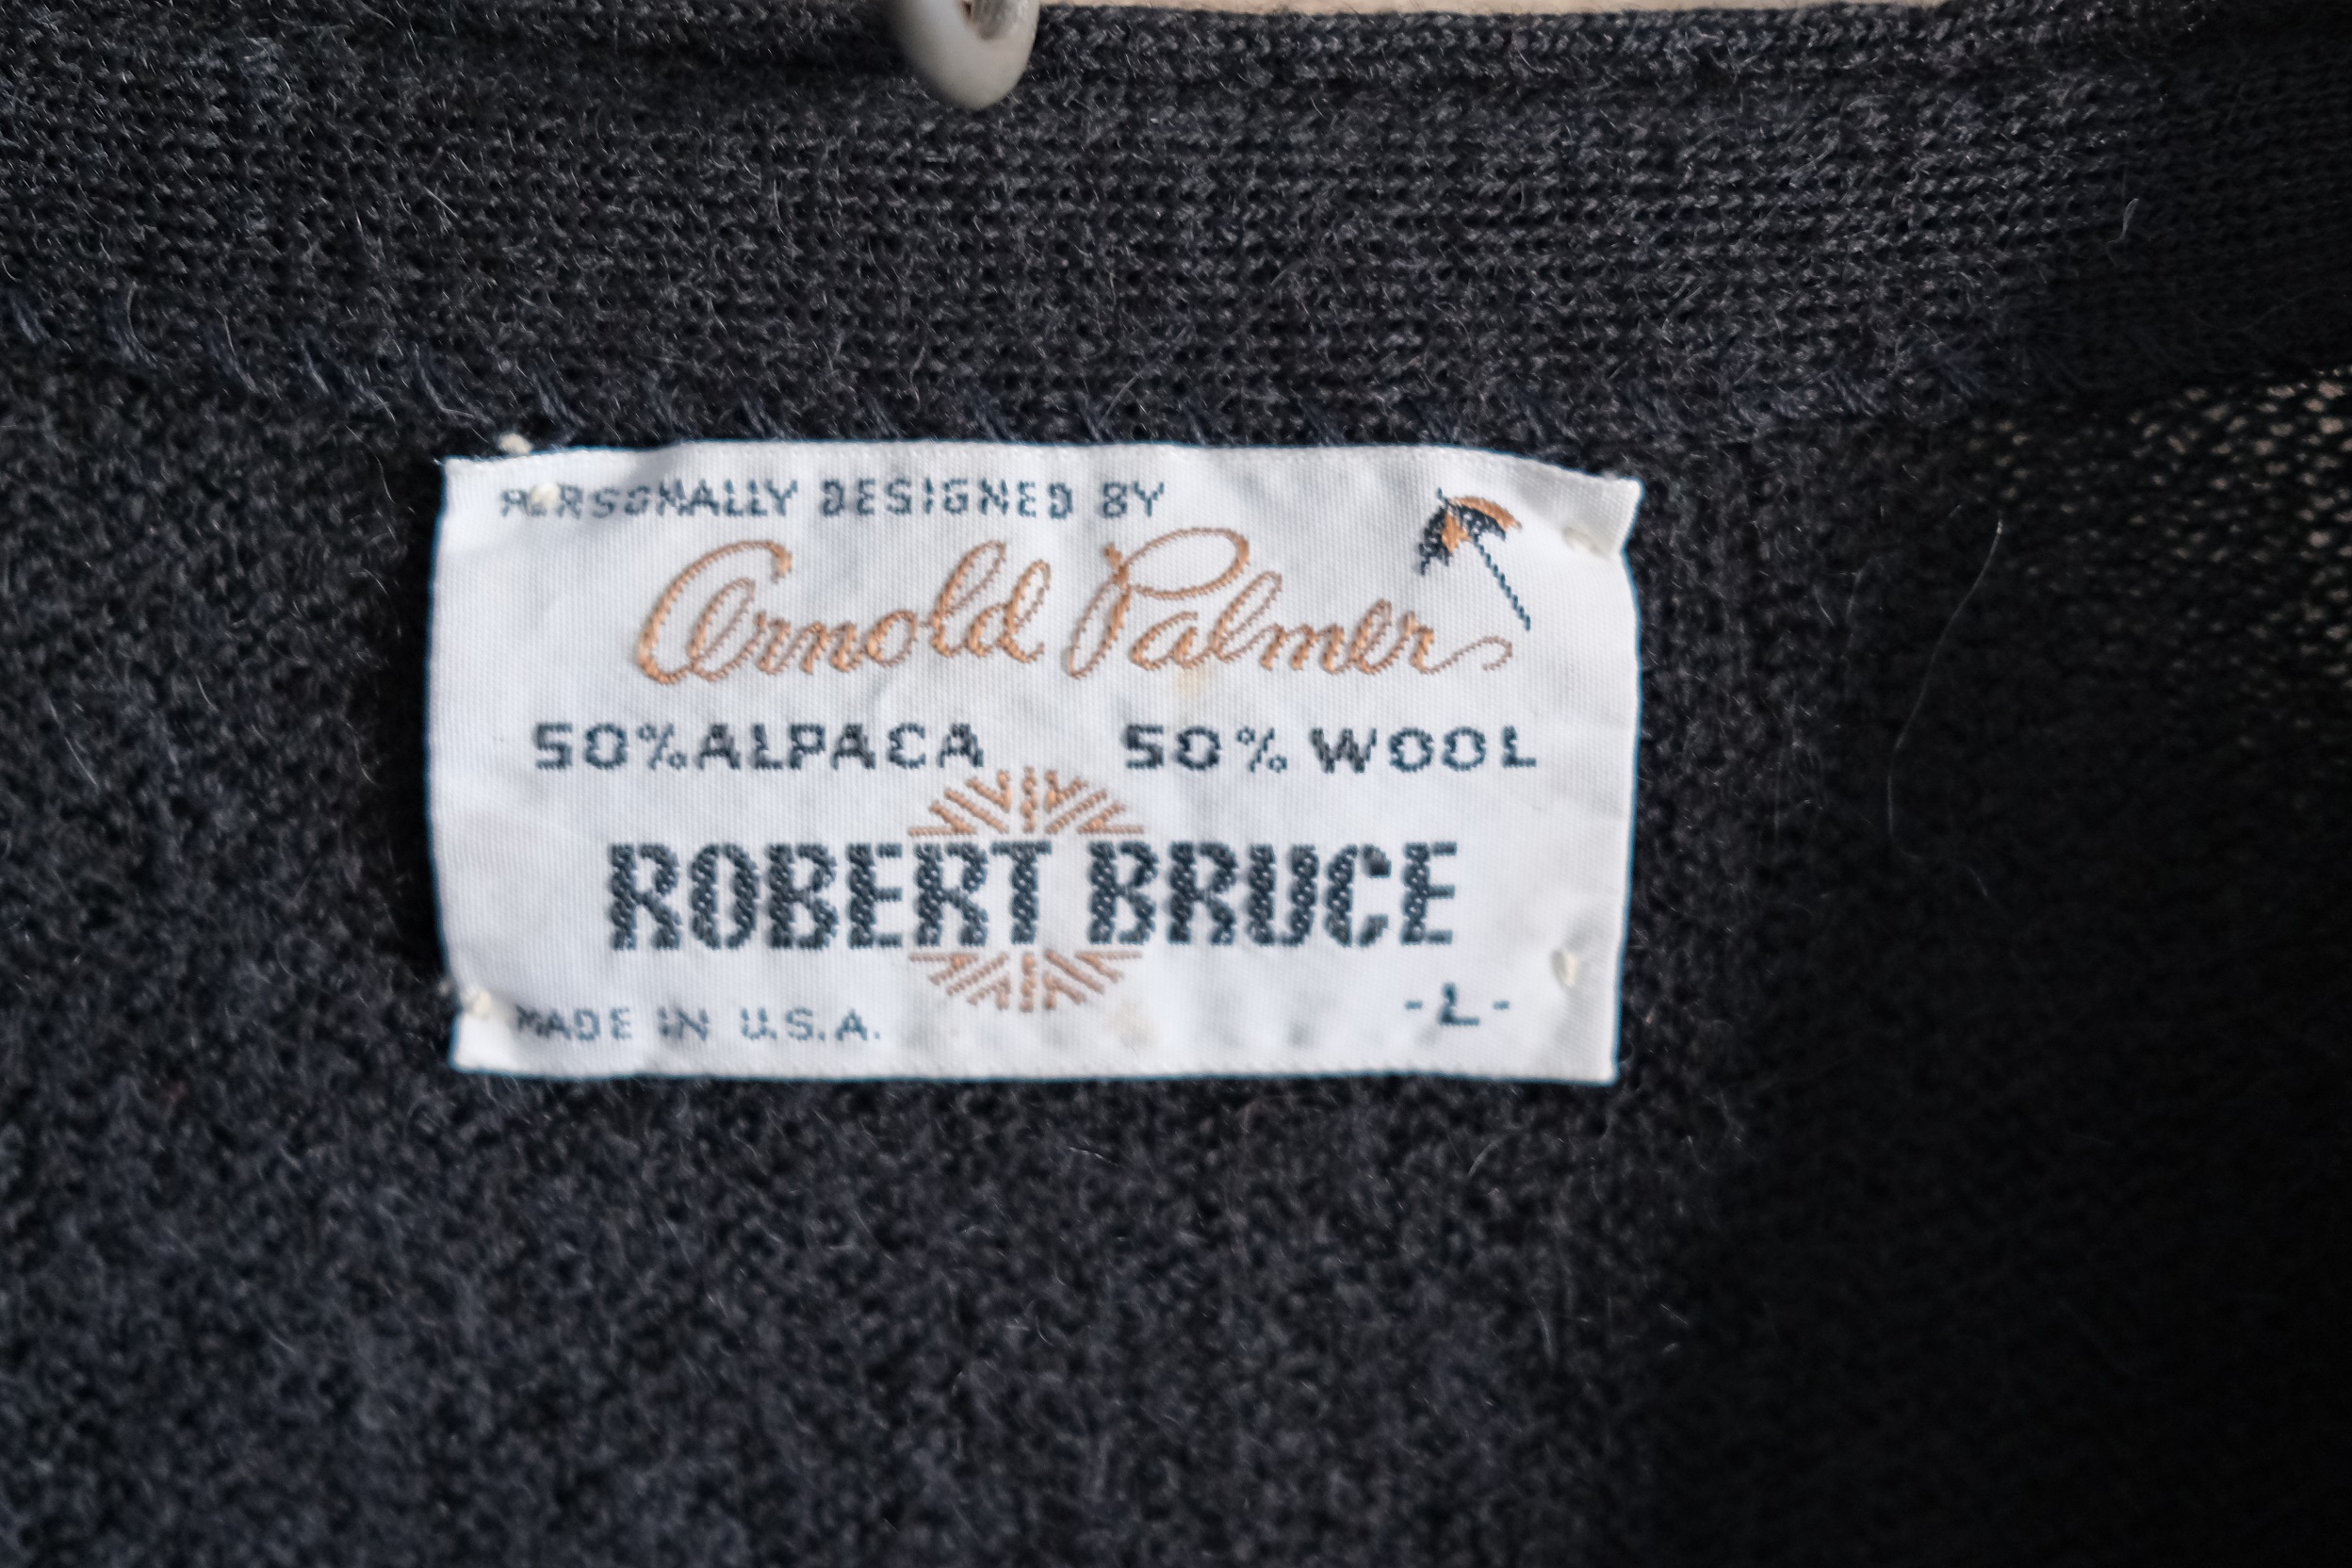 PERSONALLY DESIGNED BY
Arnold Palmer
50% ALPACA 50% WOOL
ROBERT BRUCE
MADE IN U.S.A. -L-